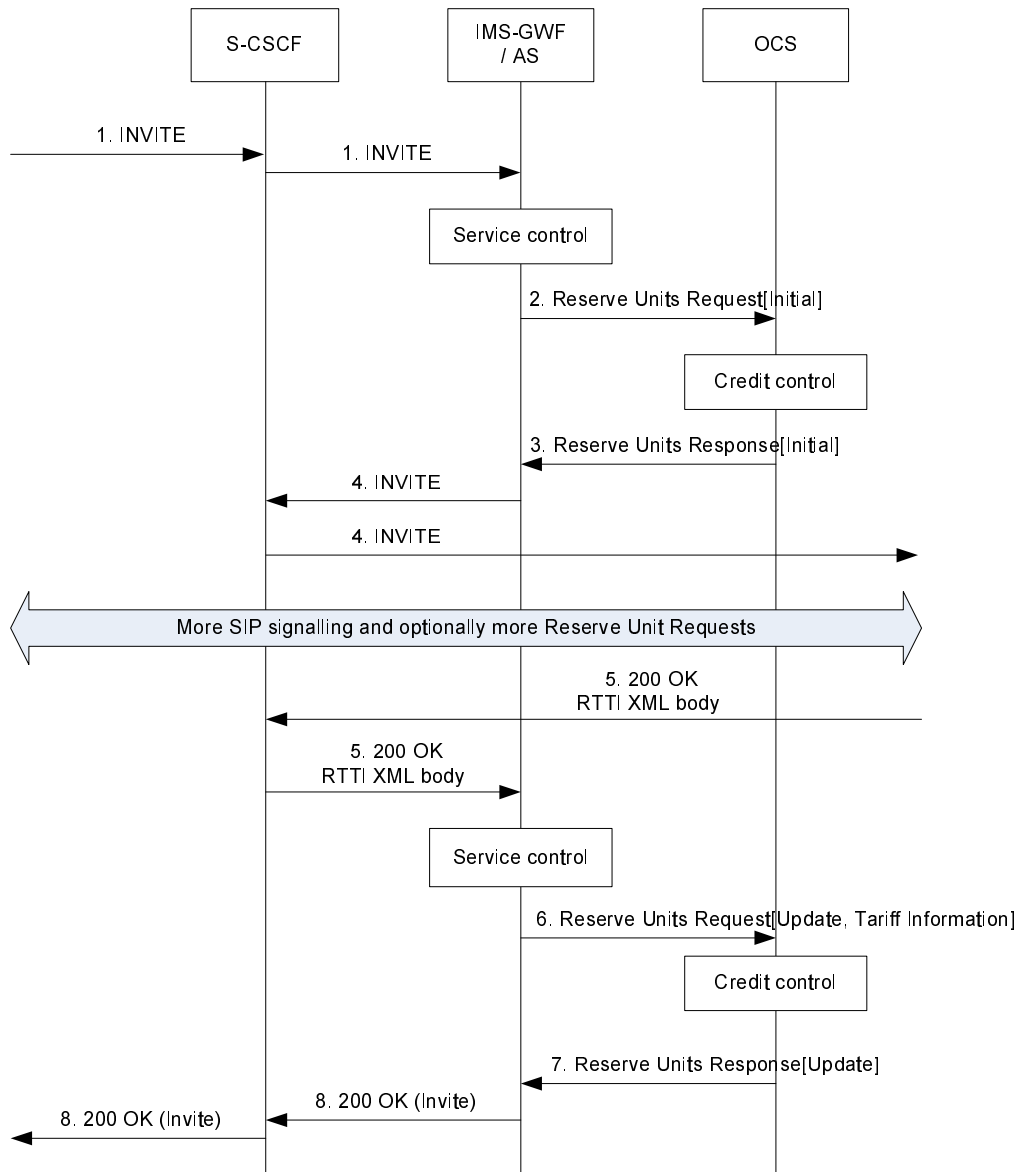 S-CSCF
IMS-GWF
/ AS
OCS
1. INVITE
1. INVITE
Service control
2. Reserve Units Request[Initial]
Credit control
3. Reserve Units Response[Initial]
4. INVITE
4. INVITE
More SIP signalling and optionally more Reserve Unit Requests
5. 200 OK
RTTI XML body
5. 200 OK
RTTI XML body
Service control
6. Reserve Units Request[Update, Tariff Information]
Credit control
7. Reserve Units Response[Update]
8. 200 OK (Invite)
8. 200 OK (Invite)